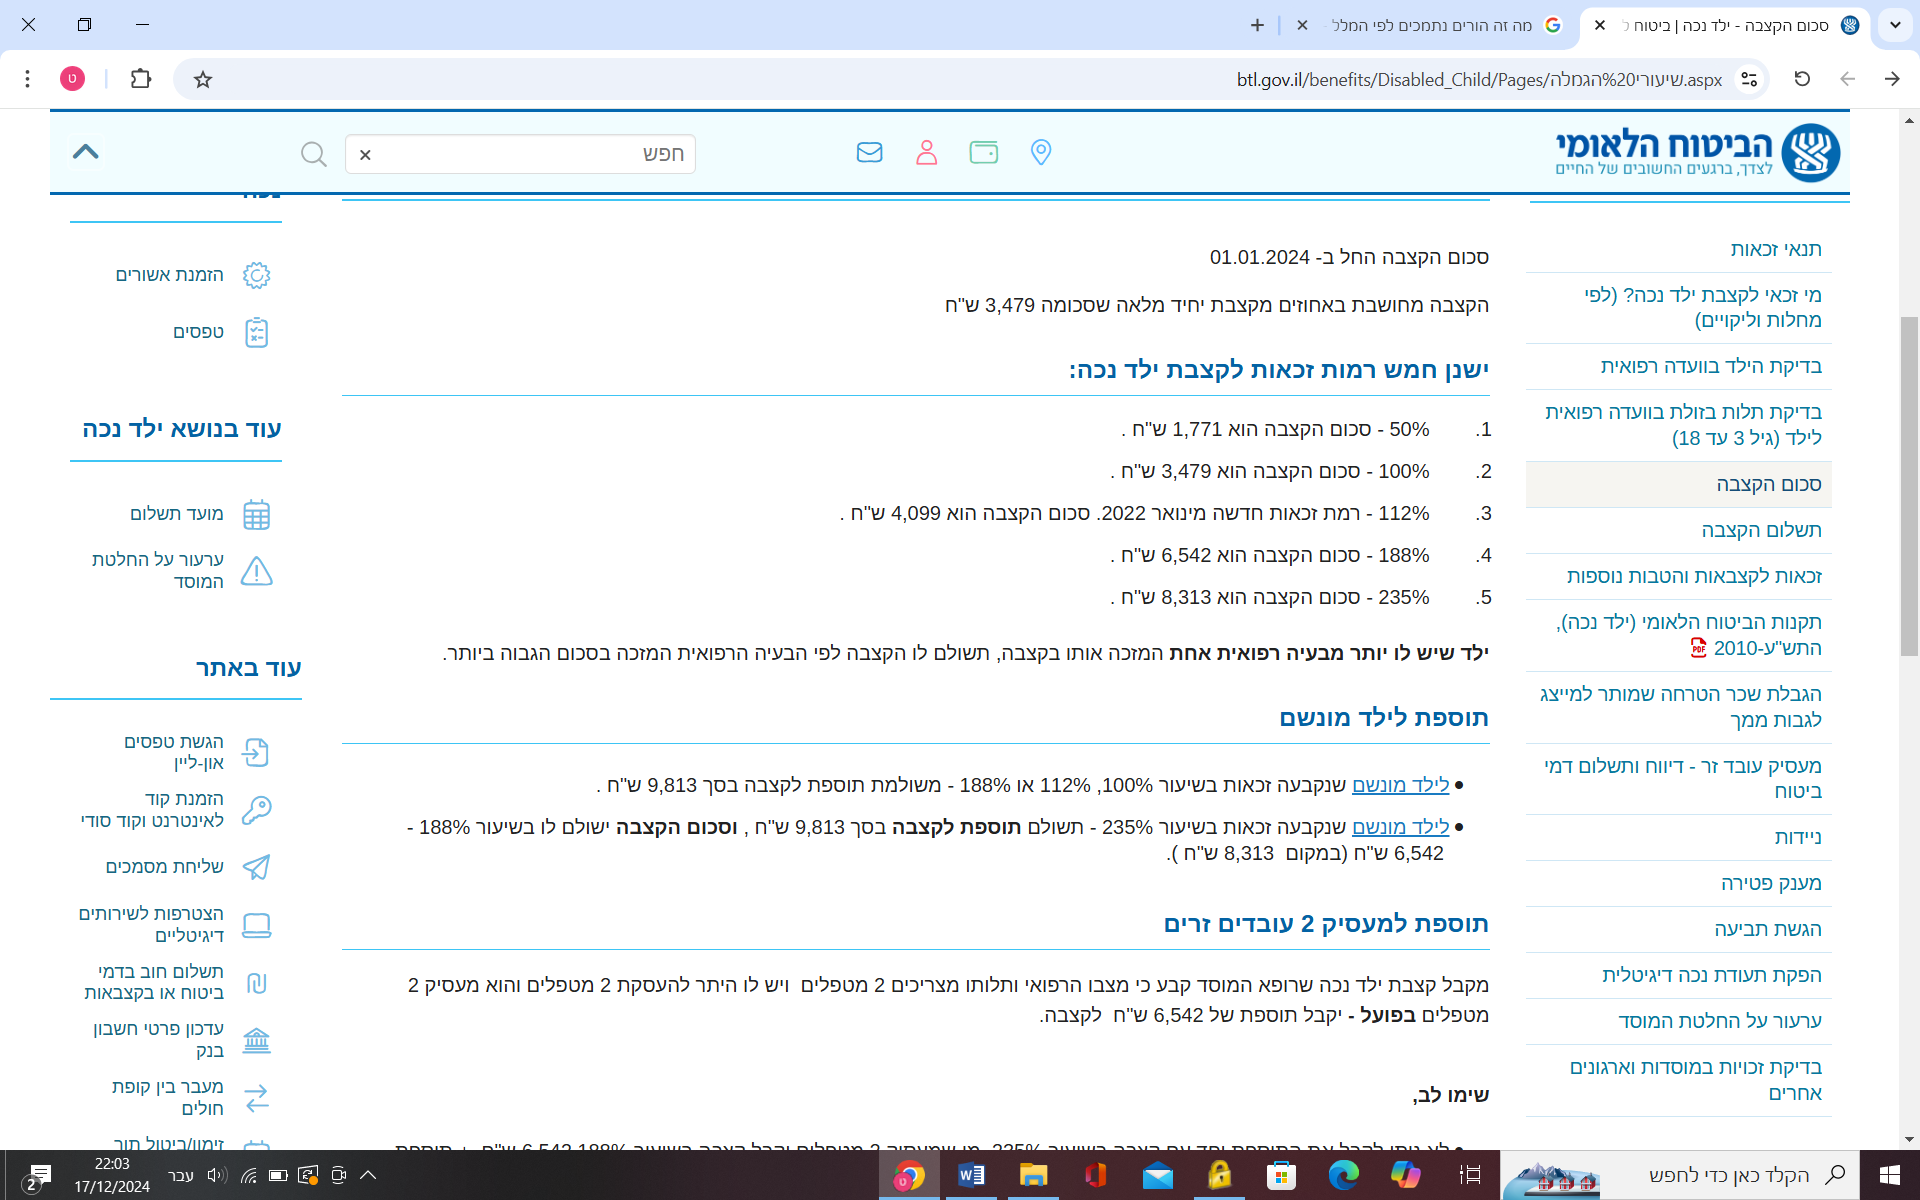 סכום הקצבה - ילד נכה | ביטוח ל
מה זה הורים נתמכים לפי המלל
btl.gov.il/benefits/Disabled_Child/Pages/שיעורי%20הגמלה.aspx
ט
הביטוח הלאומי
לצדך, ברגעים החשובים של החיים
חפש
תנאי זכאות
מי זכאי לקצבת ילד נכה? (לפי
מחלות וליקויים)
בדיקת הילד בוועדה רפואית
בדיקת תלות בזולת בוועדה רפואית
לילד (גיל 3 עד 18)
סכום הקצבה
תשלום הקצבה
זכאות לקצבאות והטבות נוספות
תקנות הביטוח הלאומי (ילד נכה),
התש"ע-2010
PDF
הגבלת שכר הטרחה שמותר למייצג
לגבות ממך
מעסיק עובד זר - דיווח ותשלום דמי
ביטוח
ניידות
מענק פטירה
הגשת תביעה
הפקת תעודת נכה דיגיטלית
ערעור על החלטת המוסד
בדיקת זכויות במוסדות וארגונים
אחרים
סכום הקצבה החל ב- 01.01.2024
הקצבה מחושבת באחוזים מקצבת יחיד מלאה שסכומה 3,479 ש"ח
ישנן חמש רמות זכאות לקצבת ילד נכה:
1. 50% - סכום הקצבה הוא 1,771 ש"ח .
2. 100% - סכום הקצבה הוא 3,479 ש"ח .
3. 112% - רמת זכאות חדשה מינואר 2022. סכום הקצבה הוא 4,099 ש"ח .
4. 188% - סכום הקצבה הוא 6,542 ש"ח .
5. 235% - סכום הקצבה הוא 8,313 ש"ח .
ילד שיש לו יותר מבעיה רפואית אחת המזכה אותו בקצבה, תשולם לו הקצבה לפי הבעיה הרפואית המזכה בסכום הגבוה ביותר.
תוספת לילד מונשם
• לילד מונשם שנקבעה זכאות בשיעור 100%, 112% או 188% - משולמת תוספת לקצבה בסך 9,813 ש"ח .
• לילד מונשם שנקבעה זכאות בשיעור 235% - תשולם תוספת לקצבה בסך 9,813 ש"ח , וסכום הקצבה ישולם לו בשיעור 188% -
6,542 ש"ח (במקום 8,313 ש"ח ).
תוספת למעסיק 2 עובדים זרים
מקבל קצבת ילד נכה שרופא המוסד קבע כי מצבו הרפואי ותלותו מצריכים 2 מטפלים ויש לו היתר להעסקת 2 מטפלים והוא מעסיק 2
מטפלים בפועל - יקבל תוספת של 6,542 ש"ח לקצבה.
שימו לב,
נכה
הזמנת אשורים
טפסים
עוד בנושא ילד נכה
מועד תשלום
ערעור על החלטת
המוסד
עוד באתר
הגשת טפסים
און-ליין
הזמנת קוד
לאינטרנט וקוד סודי
שליחת מסמכים
הצטרפות לשירותים
דיגיטליים
תשלום חוב בדמי
ביטוח או בקצבאות
עדכון פרטי חשבון
בנק
מעבר בין קופת
חולים
זימון/ביטול תור
הקלד כאן כדי לחפש
עבר
22:03
17/12/2024
2